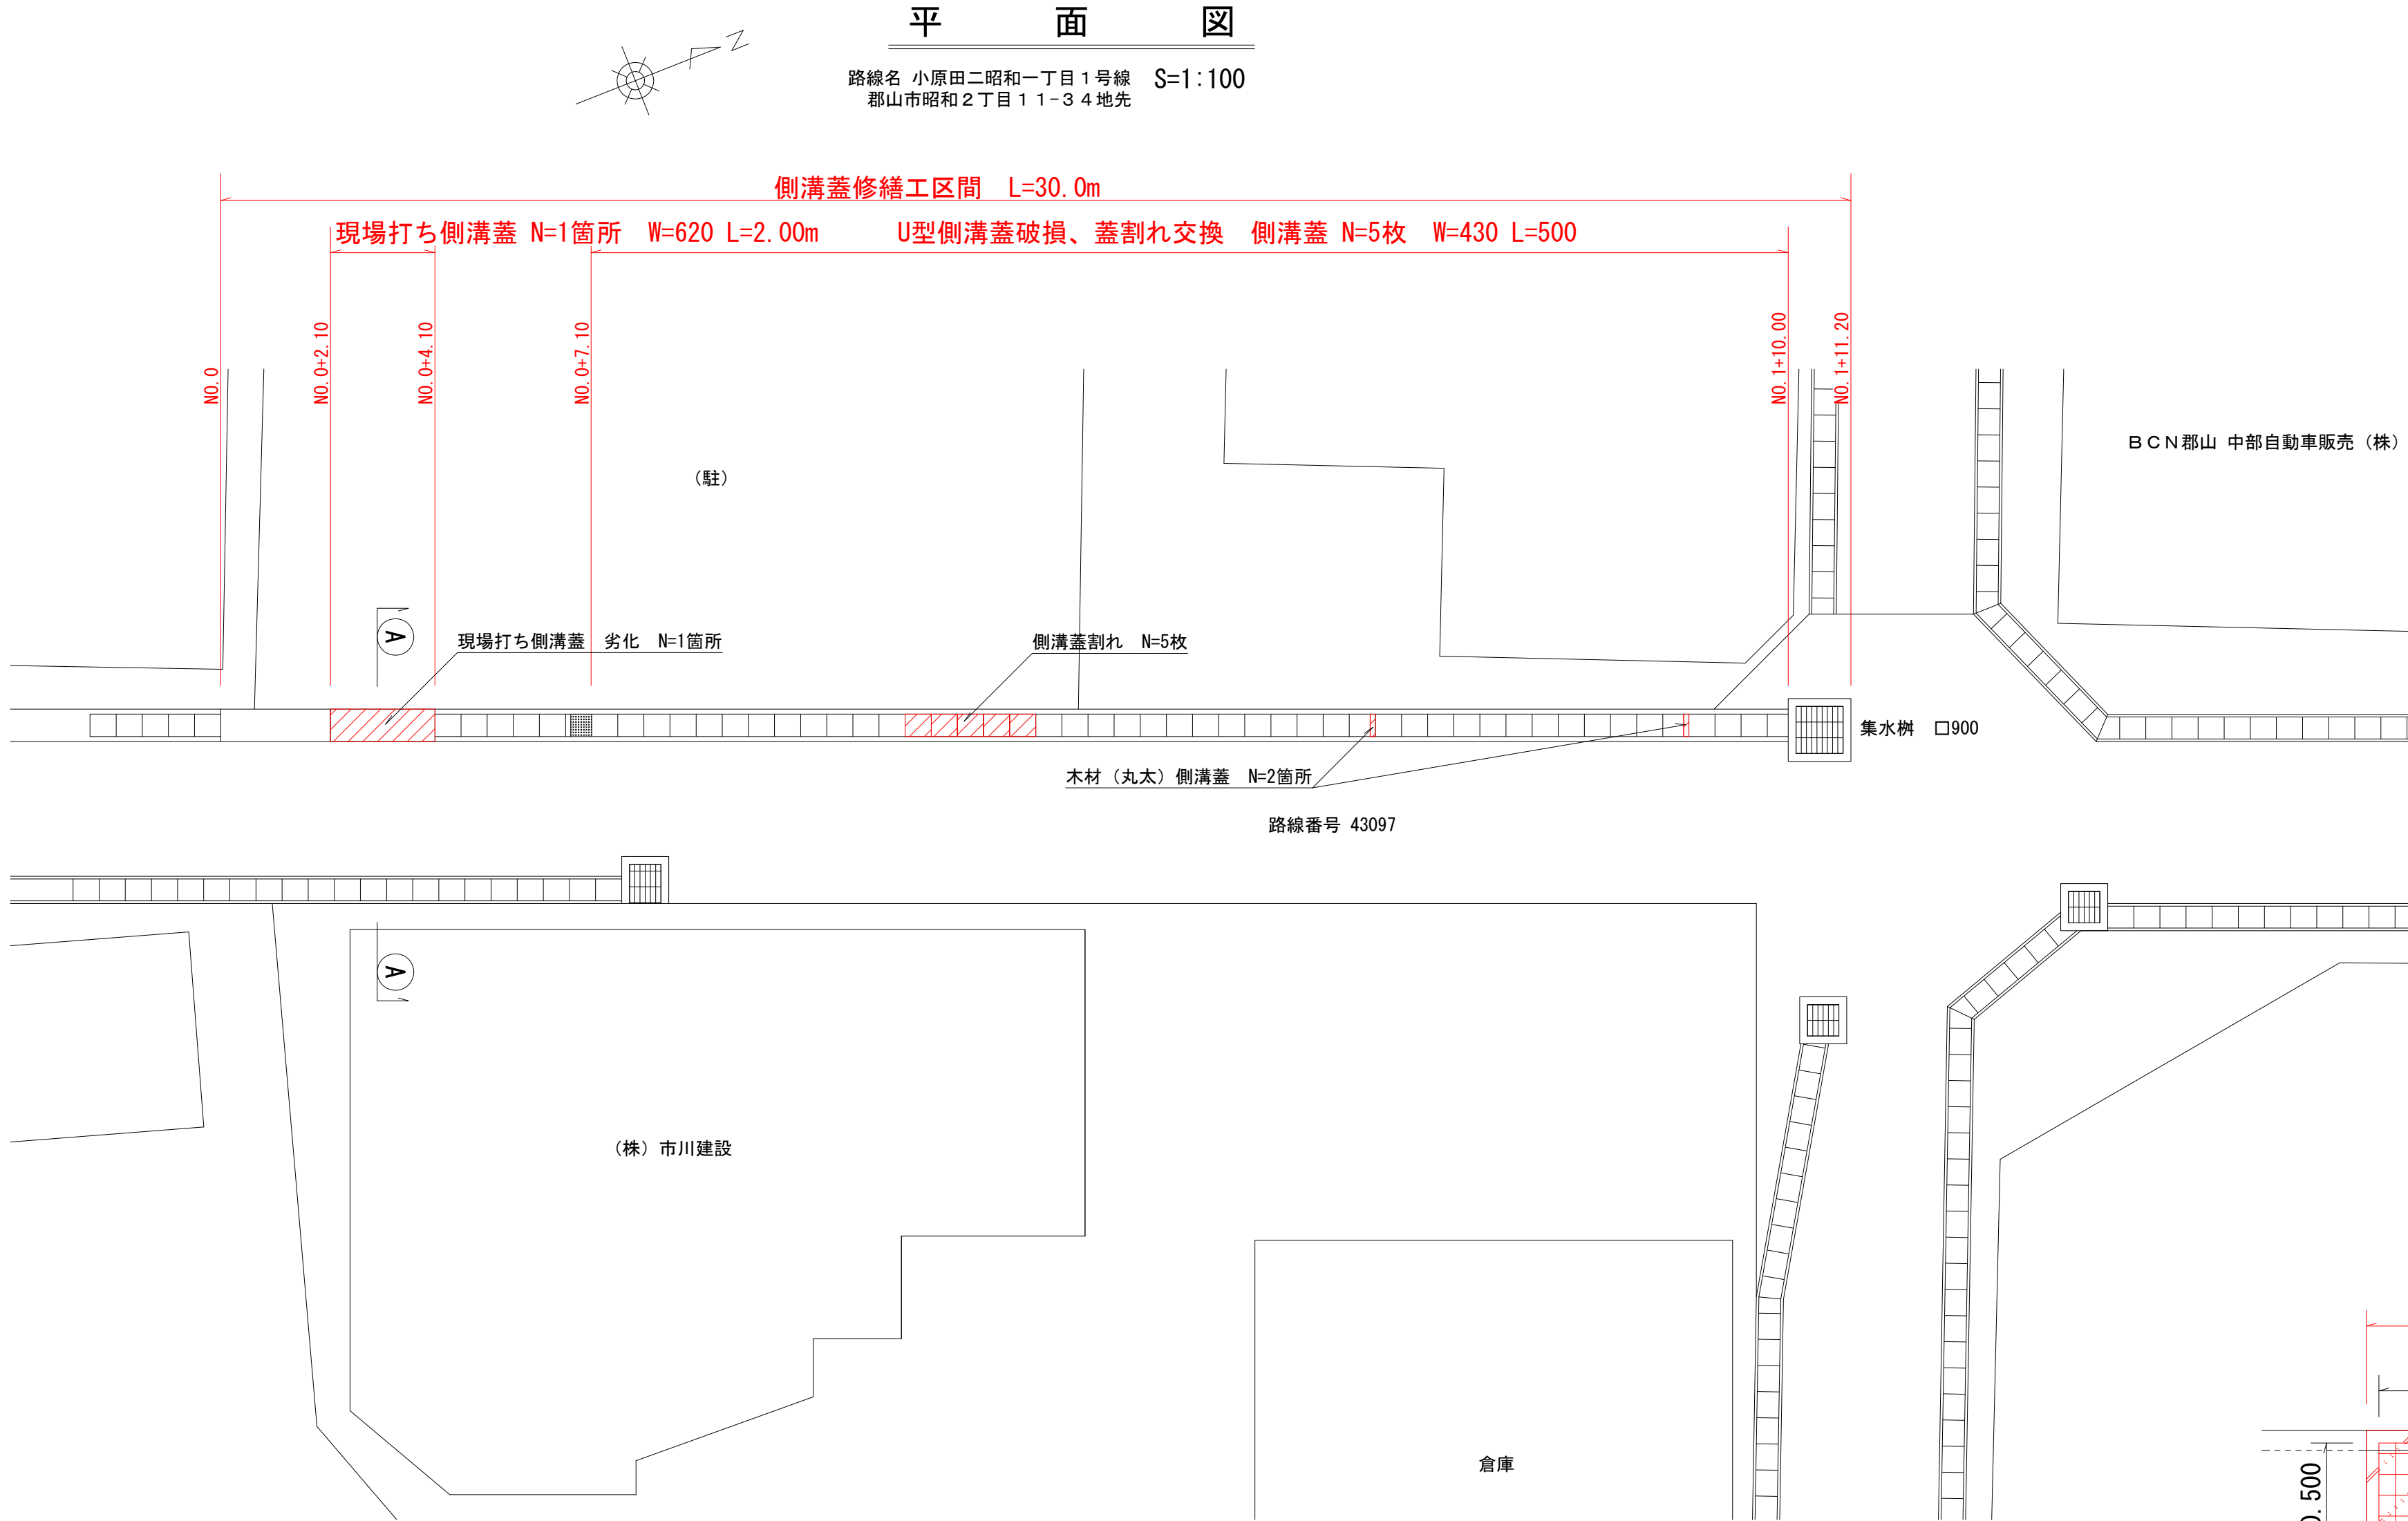 平 面 図
路線名 小原田二昭和一丁目1号線 S=1:100
郡山市昭和2丁目11-34地先
N
側溝蓋修繕工区間 L=30.0m
現場打ち側溝蓋 N=1箇所 W=620 L=2.00m U型側溝蓋破損、蓋割れ交換 側溝蓋 N=5枚 W=430 L=500
NO.0
NO.0+2.10
NO.0+4.10
NO.0+7.10
NO.1+10.00
NO.1+11.20
BCN郡山 中部自動車販売(株)
(駐)
A
現場打ち側溝蓋 劣化 N=1箇所
側溝蓋割れ N=5枚
集水桝 口900
木材(丸太)側溝蓋 N=2箇所
路線番号 43097
A
(株)市川建設
倉庫
0.500